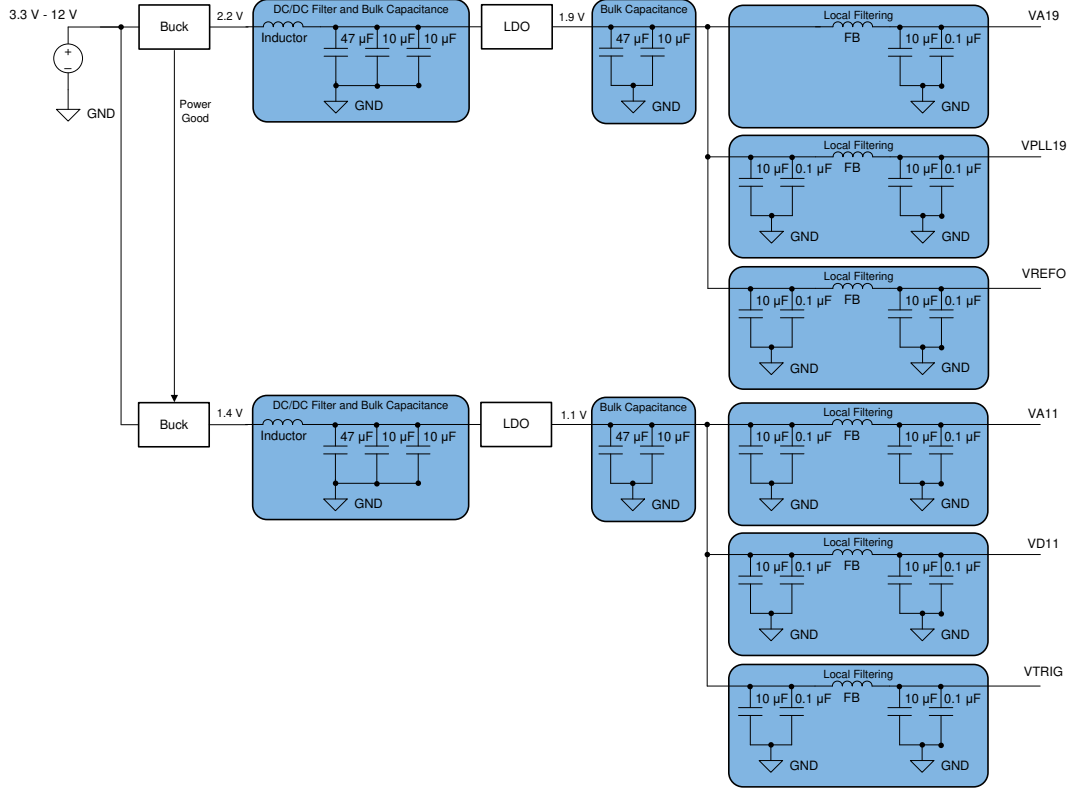 3.3 V - 12 V
GND
Buck
Power
Good
2.2 V
DC/DC Filter and Bulk Capacitance
Inductor
47 µF 10 µF 10 µF
GND
LDO
1.9 V
Bulk Capacitance
47 µF 10 µF
GND
Local Filtering
FB
10 µF 0.1 µF
GND
VA19
Local Filtering
10 µF 0.1 µF
GND
FB
10 µF 0.1 µF
GND
VPLL19
Local Filtering
10 µF 0.1 µF
GND
FB
10 µF 0.1 µF
GND
VREFO
Buck
1.4 V
DC/DC Filter and Bulk Capacitance
Inductor
47 µF 10 µF 10 µF
GND
LDO
1.1 V
Bulk Capacitance
47 µF 10 µF
GND
Local Filtering
10 µF 0.1 µF
GND
FB
10 µF 0.1 µF
GND
VA11
Local Filtering
10 µF 0.1 µF
GND
FB
10 µF 0.1 µF
GND
VD11
Local Filtering
10 µF 0.1 µF
GND
FB
10 µF 0.1 µF
GND
VTRIG